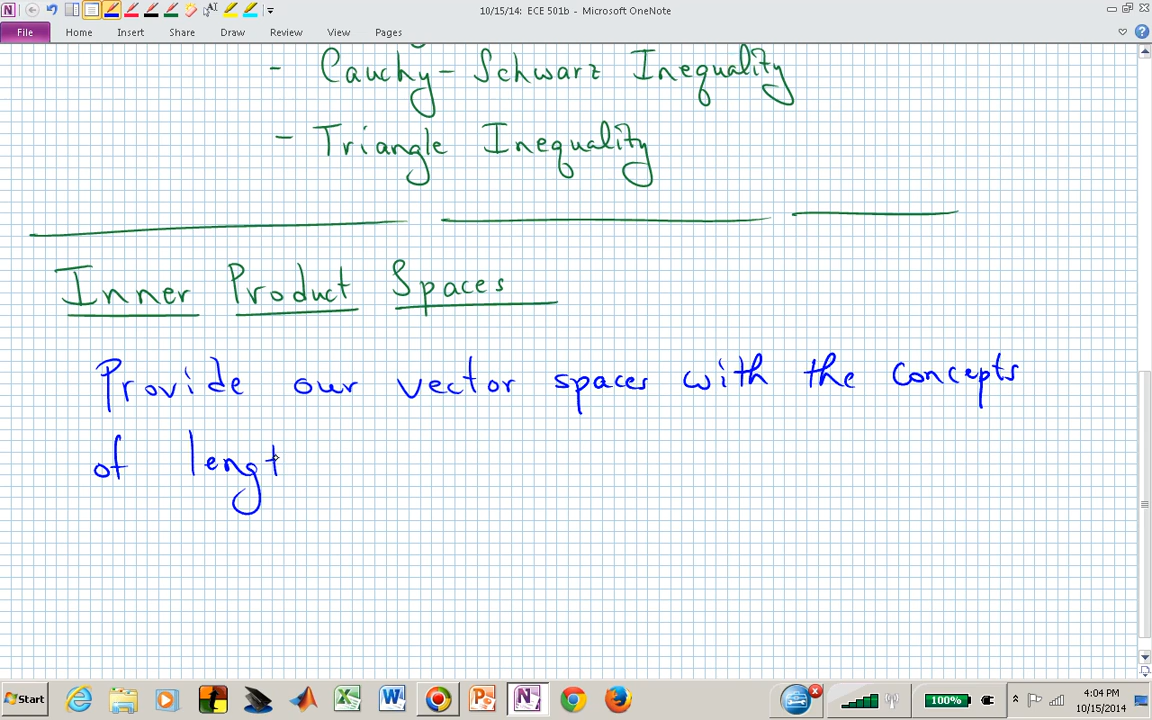 10/15/14: ECE 501b - Microsoft OneNote
File Home Insert Share Draw Review Pages View
- Cauchy-Schwarz Inequality
- Triangle Inequality
Inner Product Spaces
Provide our vector spaces with the concepts
of lengt
Start
100%
4:04 PM
10/15/2014